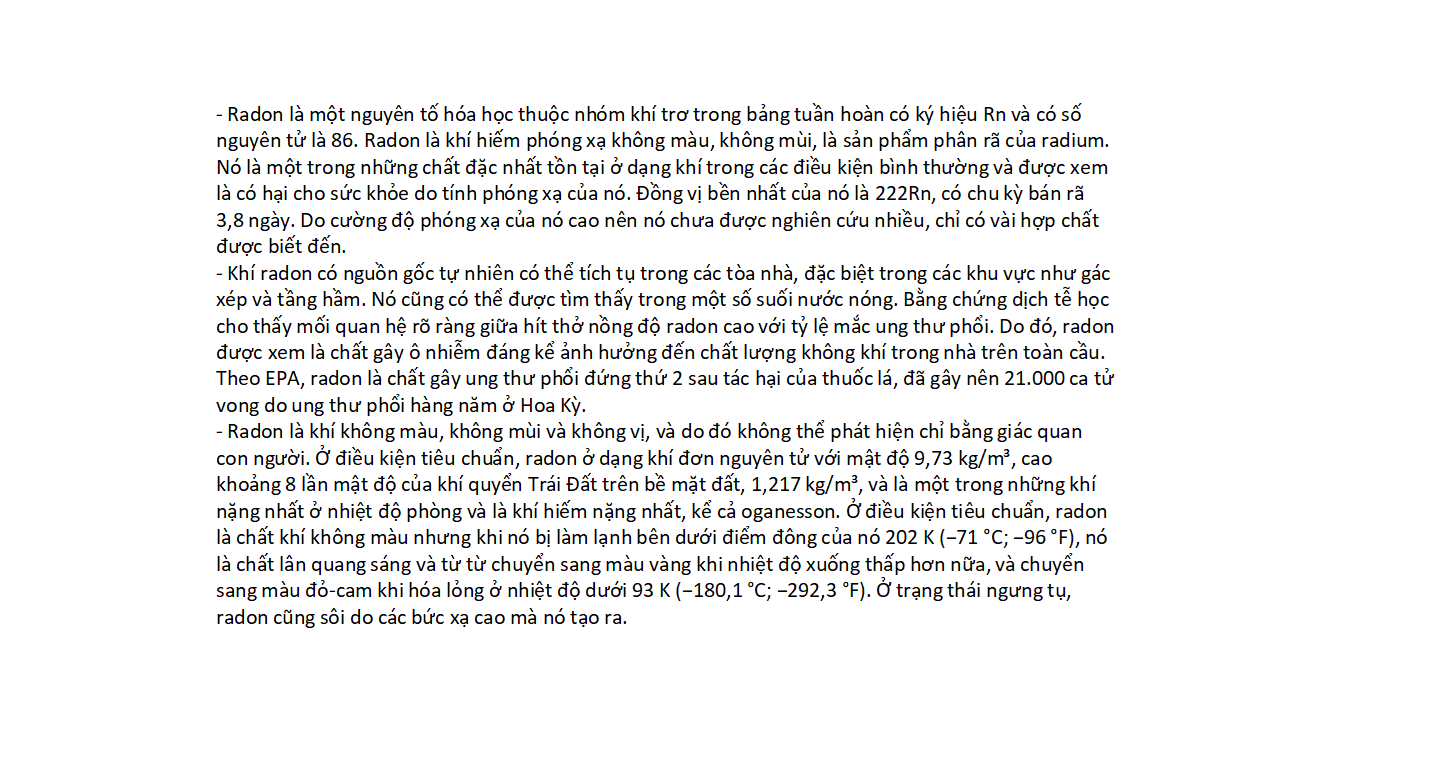 - Radon là một nguyên tố hóa học thuộc nhóm khí trơ trong bảng tuần hoàn có ký hiệu Rn và có số
nguyên tử là 86. Radon là khí hiếm phóng xạ không màu, không mùi, là sản phẩm phân rã của radium.
Nó là một trong những chất đặc nhất tồn tại ở dạng khí trong các điều kiện bình thường và được xem
là có hại cho sức khỏe do tính phóng xạ của nó. Đồng vị bền nhất của nó là 222Rn, có chu kỳ bán rã
3,8 ngày. Do cường độ phóng xạ của nó cao nên nó chưa được nghiên cứu nhiều, chỉ có vài hợp chất
được biết đến.
- Khí radon có nguồn gốc tự nhiên có thể tích tụ trong các tòa nhà, đặc biệt trong các khu vực như gác
xép và tầng hầm. Nó cũng có thể được tìm thấy trong một số suối nước nóng. Bằng chứng dịch tễ học
cho thấy mối quan hệ rõ ràng giữa hít thở nồng độ radon cao với tỷ lệ mắc ung thư phổi. Do đó, radon
được xem là chất gây ô nhiễm đáng kể ảnh hưởng đến chất lượng không khí trong nhà trên toàn cầu.
Theo EPA, radon là chất gây ung thư phổi đứng thứ 2 sau tác hại của thuốc lá, đã gây nên 21.000 ca tử
vong do ung thư phổi hàng năm ở Hoa Kỳ.
- Radon là khí không màu, không mùi và không vị, và do đó không thể phát hiện chỉ bằng giác quan
con người. Ở điều kiện tiêu chuẩn, radon ở dạng khí đơn nguyên tử với mật độ 9,73 kg/m³, cao
khoảng 8 lần mật độ của khí quyển Trái Đất trên bề mặt đất, 1,217 kg/m³, và là một trong những khí
nặng nhất ở nhiệt độ phòng và là khí hiếm nặng nhất, kể cả oganesson. Ở điều kiện tiêu chuẩn, radon
là chất khí không màu nhưng khi nó bị làm lạnh bên dưới điểm đông của nó 202 K (−71 °C; −96 °F), nó
là chất lân quang sáng và từ từ chuyển sang màu vàng khi nhiệt độ xuống thấp hơn nữa, và chuyển
sang màu đỏ-cam khi hóa lỏng ở nhiệt độ dưới 93 K (−180,1 °C; −292,3 °F). Ở trạng thái ngưng tụ,
radon cũng sôi do các bức xạ cao mà nó tạo ra.